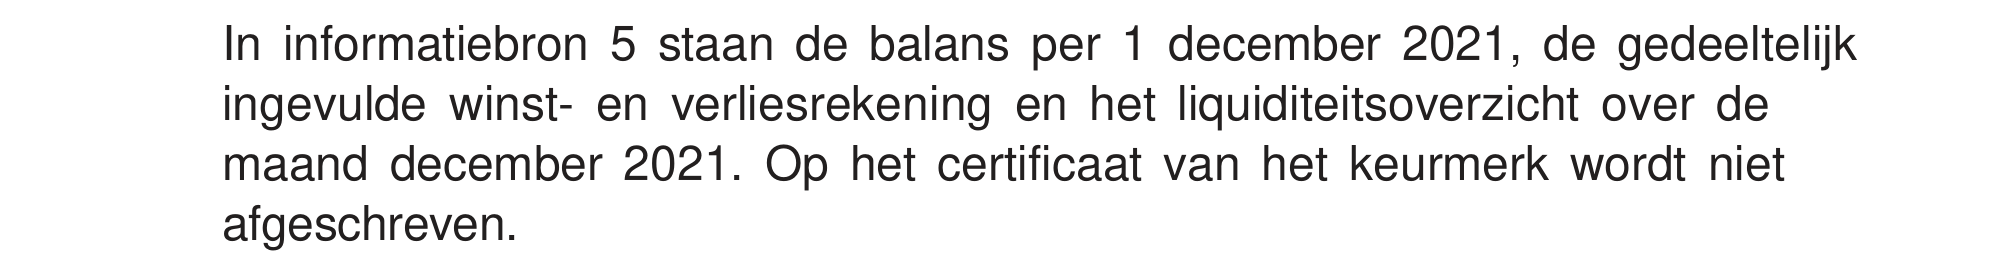 In informatiebron 5 staan de balans per 1 december 2021, de gedeeltelijk
ingevulde winst- en verliesrekening en het liquiditeitsoverzicht over de
maand december 2021. Op het certificaat van het keurmerk wordt niet
afgeschreven.